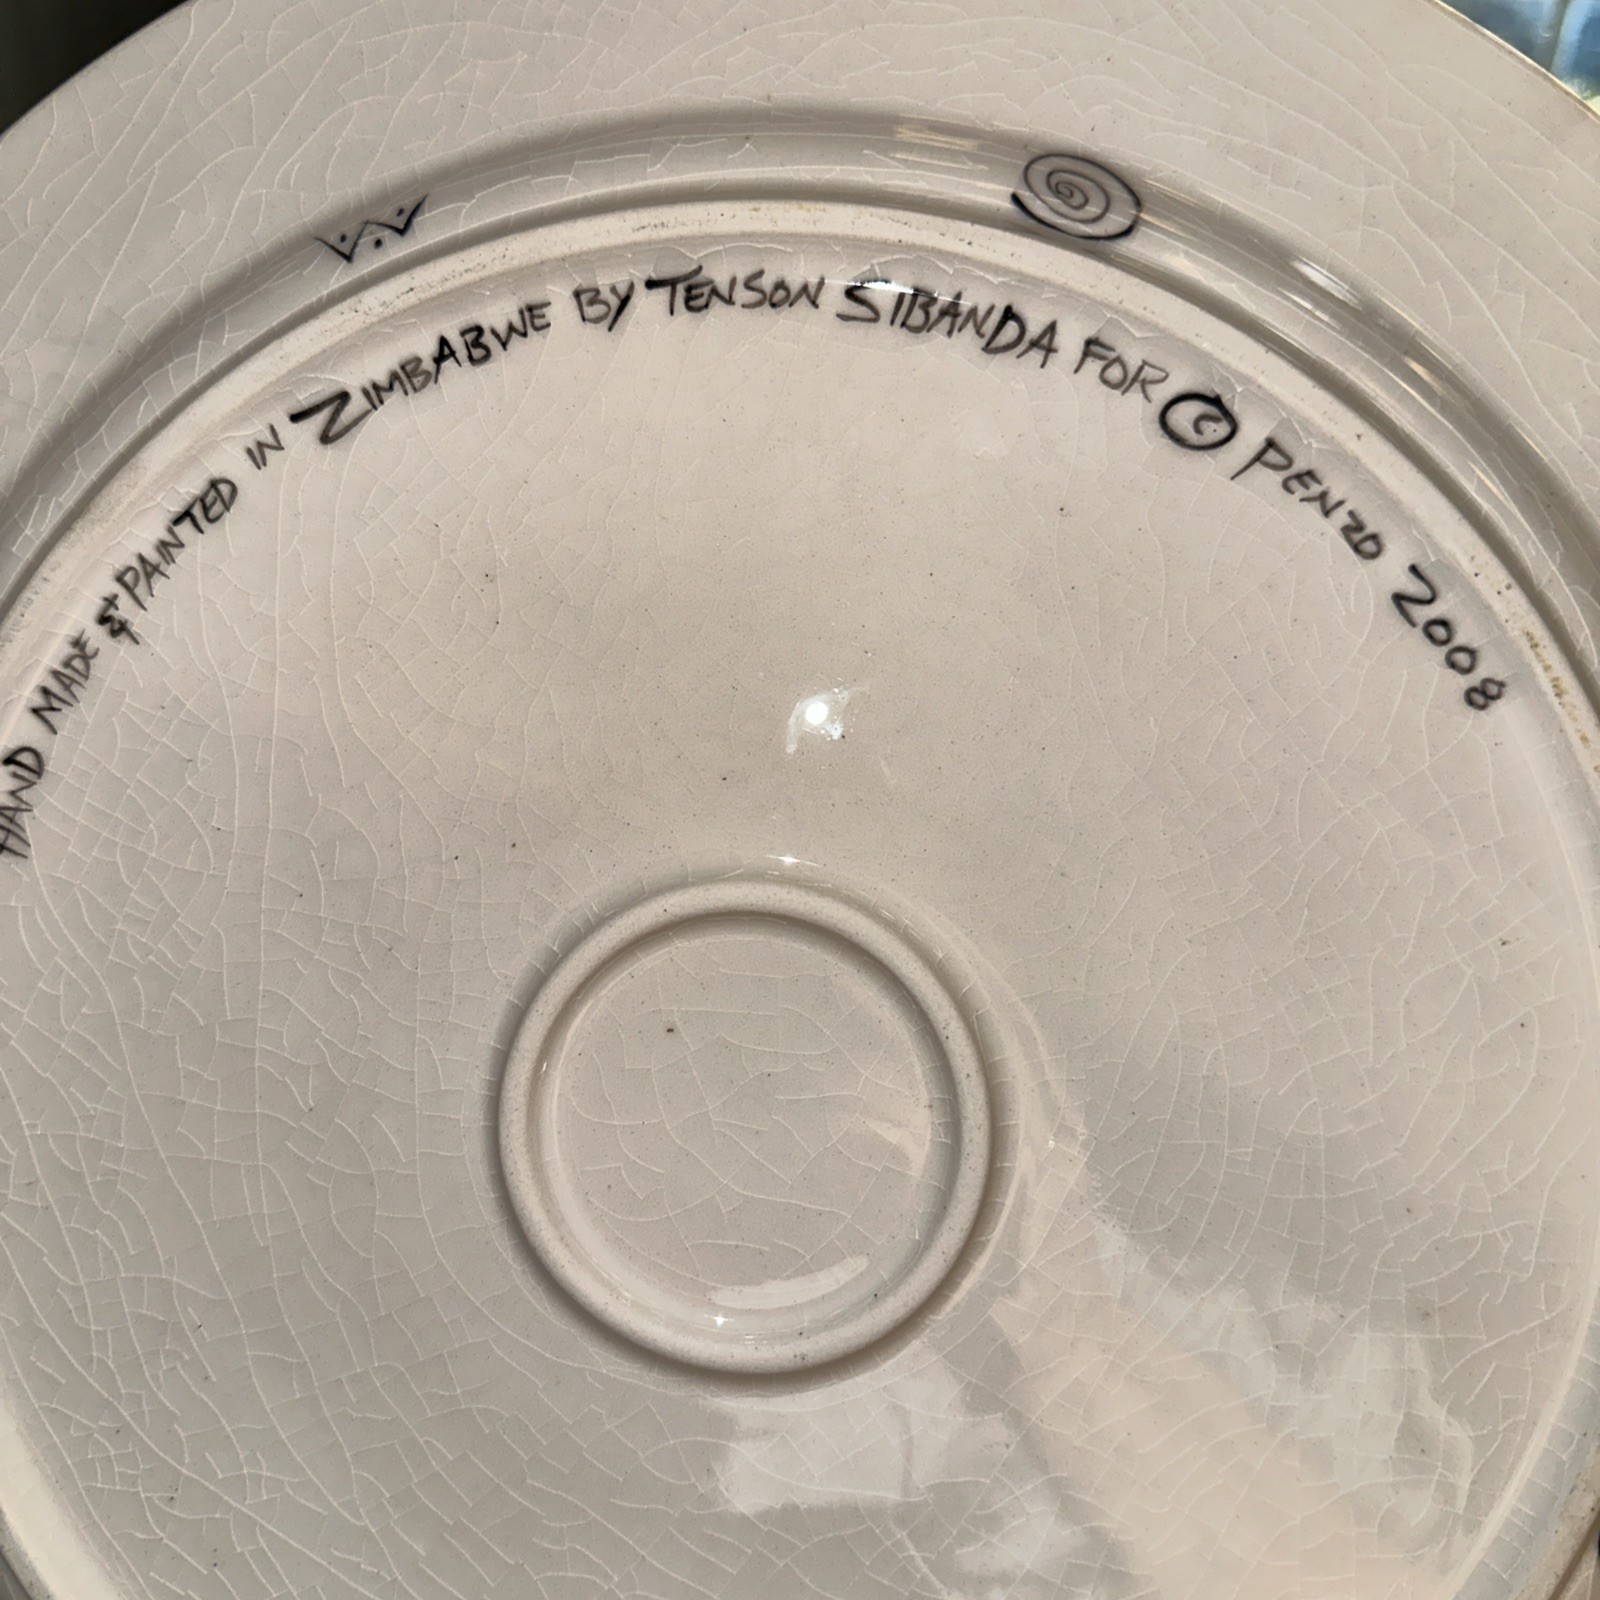 HAND MADE & PAINTED IN ZIMBABWE BY TENSON SIBANDA FOR © PENZO 2008